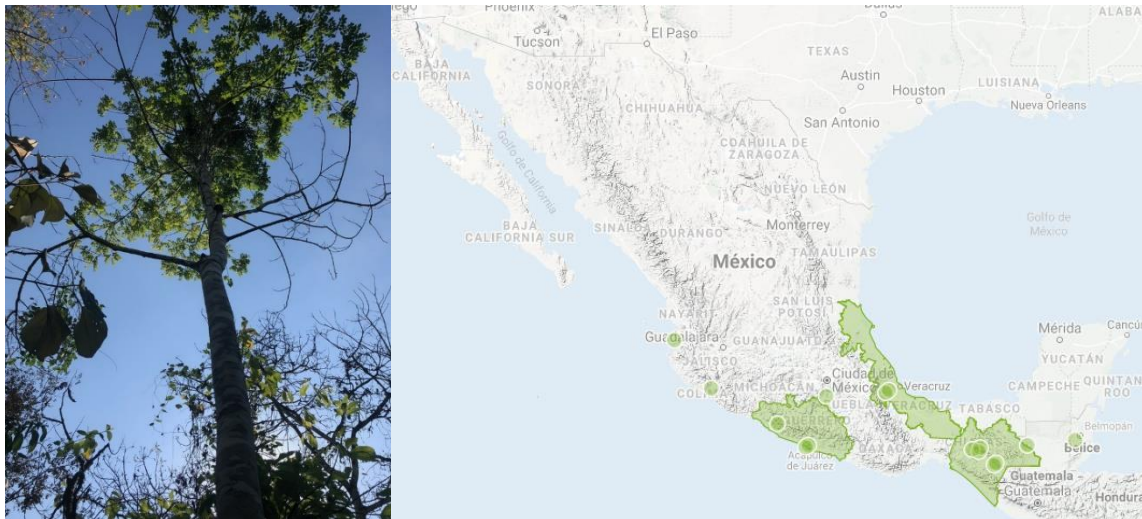 Phoenix
Dallas
ALABA
Tucson
El Paso
TEXAS
BAJA
CALIFORNIA
Austin
LUISIANA
SONORA
Houston
Nueva Orleans
CHIHUAHUA
San Antonio
COAHUILA DE
ZARAGOZA
Golfo de California
NUEVO LEÓN
Monterrey
Golfo de
México
BAJA
CALIFORNIA SUR
SINALOA
DURANGO
TAMAULIPAS
México
SAN LUIS
POTOSÍ
NAYARIT
Guadalajara
GUANAJUATO
Mérida
Cancú
JALISCO
YUCATÁN
Ciudad de
México
Veracruz
CAMPECHE
QUINTAN
ROO
COLIMA
MICHOACÁN
PUEBLA
VERACRUZ
TABASCO
GUERRERO
Belmopán
OAXACA
Belice
Acapulco
de Juárez
Guatemala
Guatemala
Hondur